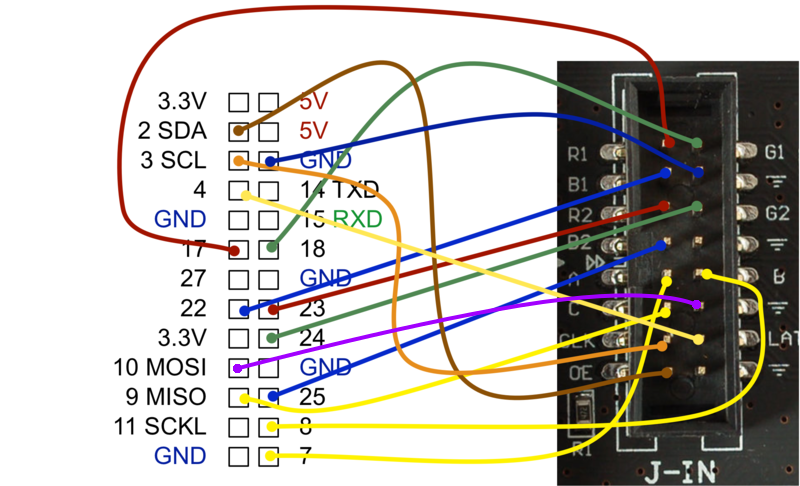 3.3V 5V
2 SDA 5V
3 SCL GND
4 14 TXD
GND 15 RXD
17 18
27 GND
22 23
3.3V 24
10 MOSI GND
9 MISO 25
11 SCKL 8
GND 7
R1 G1
B1
R2 G2
B2
A B
C
CLK LAT
OE
R1
J-IN